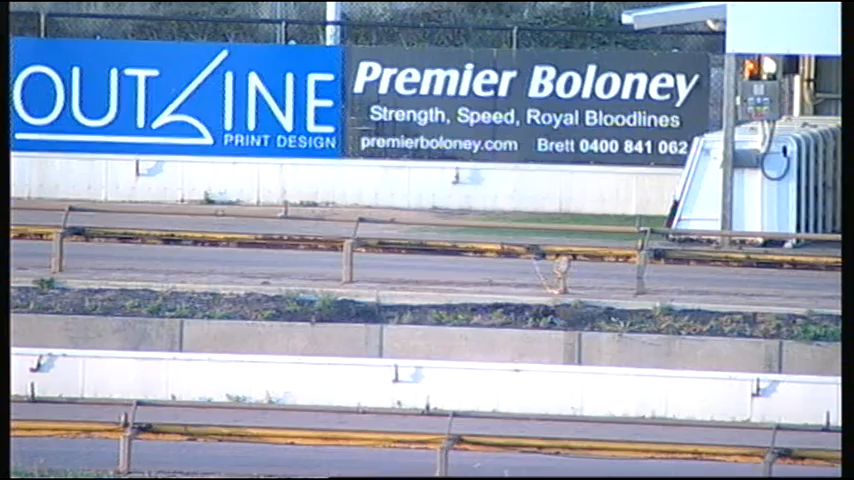 OUTLINE
PRINT DESIGN
Premier Boloney
Strength, Speed, Royal Bloodlines
premierboloney.com Brett 0400 841 062